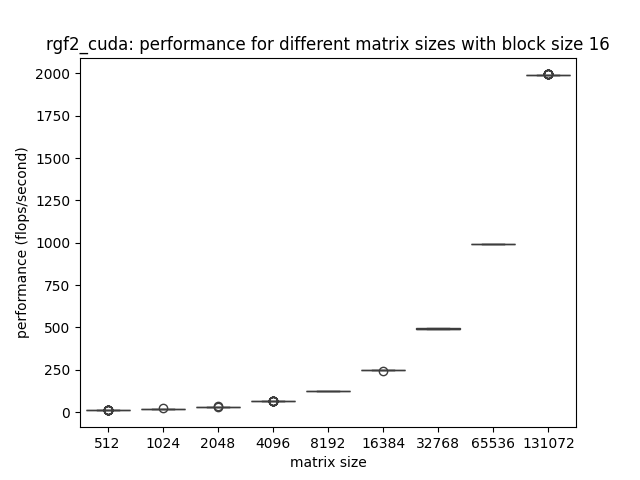 rgf2_cuda: performance for different matrix sizes with block size 16
2000
1750
1500
1250
1000
750
500
250
0
performance (flops/second)
512 1024 2048 4096 8192 16384 32768 65536 131072
matrix size